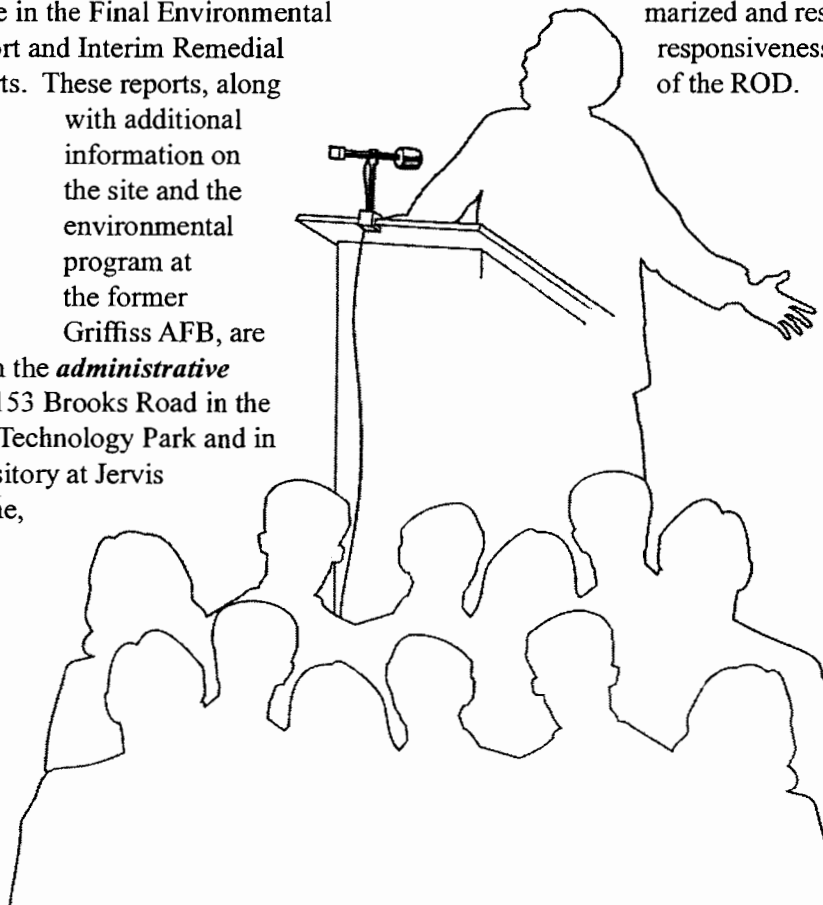 e in the Final Environmental
rt and Interim Remedial
ts. These reports, along
with additional
information on
the site and the
environmental
program at
the former
Griffiss AFB, are
n the administrative
153 Brooks Road in the
Technology Park and in
sitory at Jervis
ne,
marized and res
responsiveness
of the ROD.